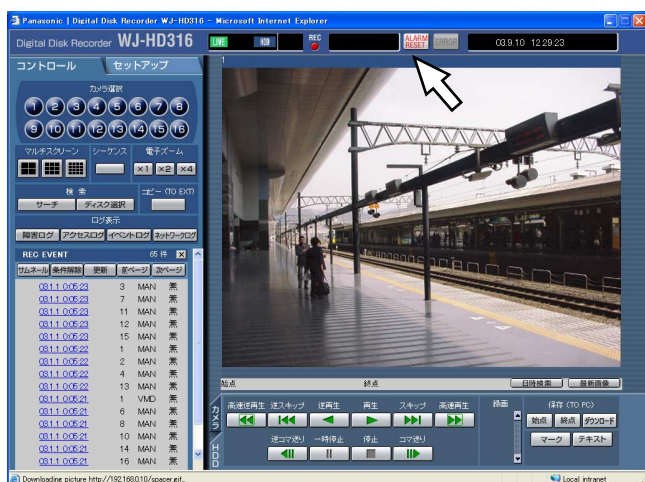 Panasonic | Digital Disk Recorder WJ-HD316 - Microsoft Internet Explorer
Digital Disk Recorder WJ-HD316
LIVE HDD REC ALARM RESET ERROR 03.9.10 12:29:23
コントロール セットアップ
1
カメラ選択
1 2 3 4 5 6 7 8
9 10 11 12 13 14 15 16
マルチスクリーン シーケンス 電子ズーム
×1 ×2 ×4
検 索 コピー (TO EXT)
サーチ ディスク選択
ログ表示
障害ログ アクセスログ イベントログ ネットワークログ
REC EVENT 65 件 X
サムネール 条件解除 更新 前ページ 次ページ
03.1.1 0:05:23 3 MAN 無
03.1.1 0:05:23 7 MAN 無
03.1.1 0:05:23 11 MAN 無
03.1.1 0:05:23 12 MAN 無
03.1.1 0:05:23 15 MAN 無
03.1.1 0:05:22 1 MAN 無
03.1.1 0:05:22 2 MAN 無
03.1.1 0:05:22 4 MAN 無
03.1.1 0:05:22 13 MAN 無
03.1.1 0:05:21 1 VMD 無
03.1.1 0:05:21 6 MAN 無
03.1.1 0:05:21 8 MAN 無
03.1.1 0:05:21 10 MAN 無
03.1.1 0:05:21 14 MAN 無
03.1.1 0:05:21 16 MAN 無
始点 終点 日時検索 最新画像
カメラ
HDD
高速逆再生 逆スキップ 逆再生 再生 スキップ 高速再生
逆コマ送り 一時停止 停止 コマ送り
録画
保存 (TO PC)
始点 終点 ダウンロード
マーク テキスト
Downloading picture http://192.168.0.10/spacer.gif... Local intranet